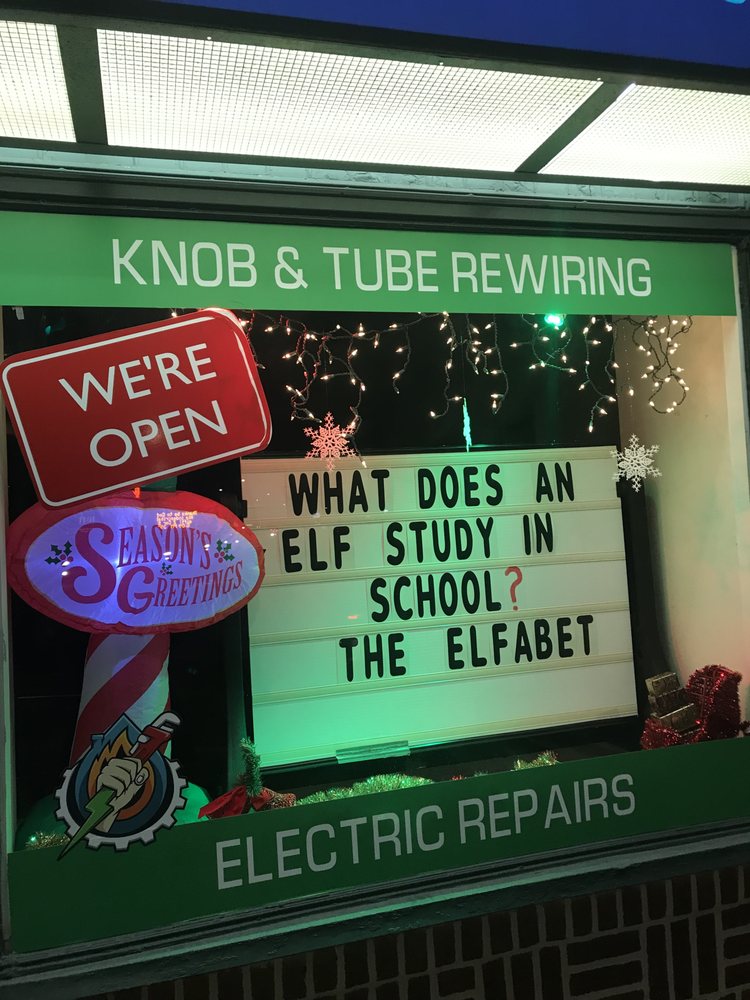 KNOB & TUBE REWIRING
WE'RE
OPEN
SEASON'S
GREETINGS
WHAT DOES AN
ELF STUDY IN
SCHOOL?
THE ELFABET
ELECTRIC REPAIRS